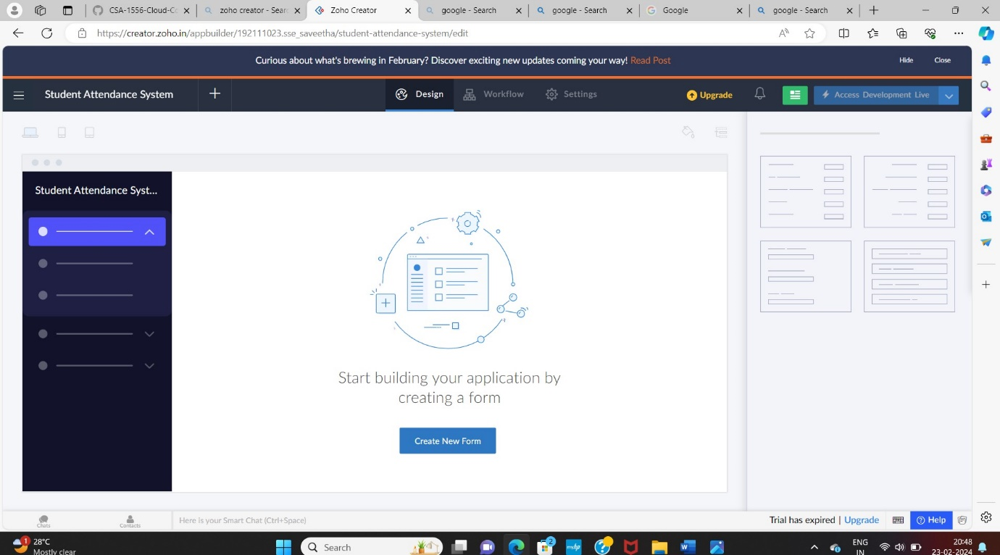 CSA-1556-Cloud-Cc
zoho creator - Searc
Zoho Creator
google - Search
google - Search
Google
google - Search
https://creator.zoho.in/appbuilder/192111023.sse_saveetha/student-attendance-system/edit
Curious about what's brewing in February? Discover exciting new updates coming your way! Read Post
Hide
Close
Student Attendance System
Design
Workflow
Settings
Upgrade
Access Development Live
Student Attendance Syst...
Start building your application by
creating a form
Create New Form
Chats
Contacts
Here is your Smart Chat (Ctrl+Space)
Trial has expired | Upgrade
Help
1
28°C
Mostly clear
Search
2
myhp
ENG
IN
20:48
23-02-2024